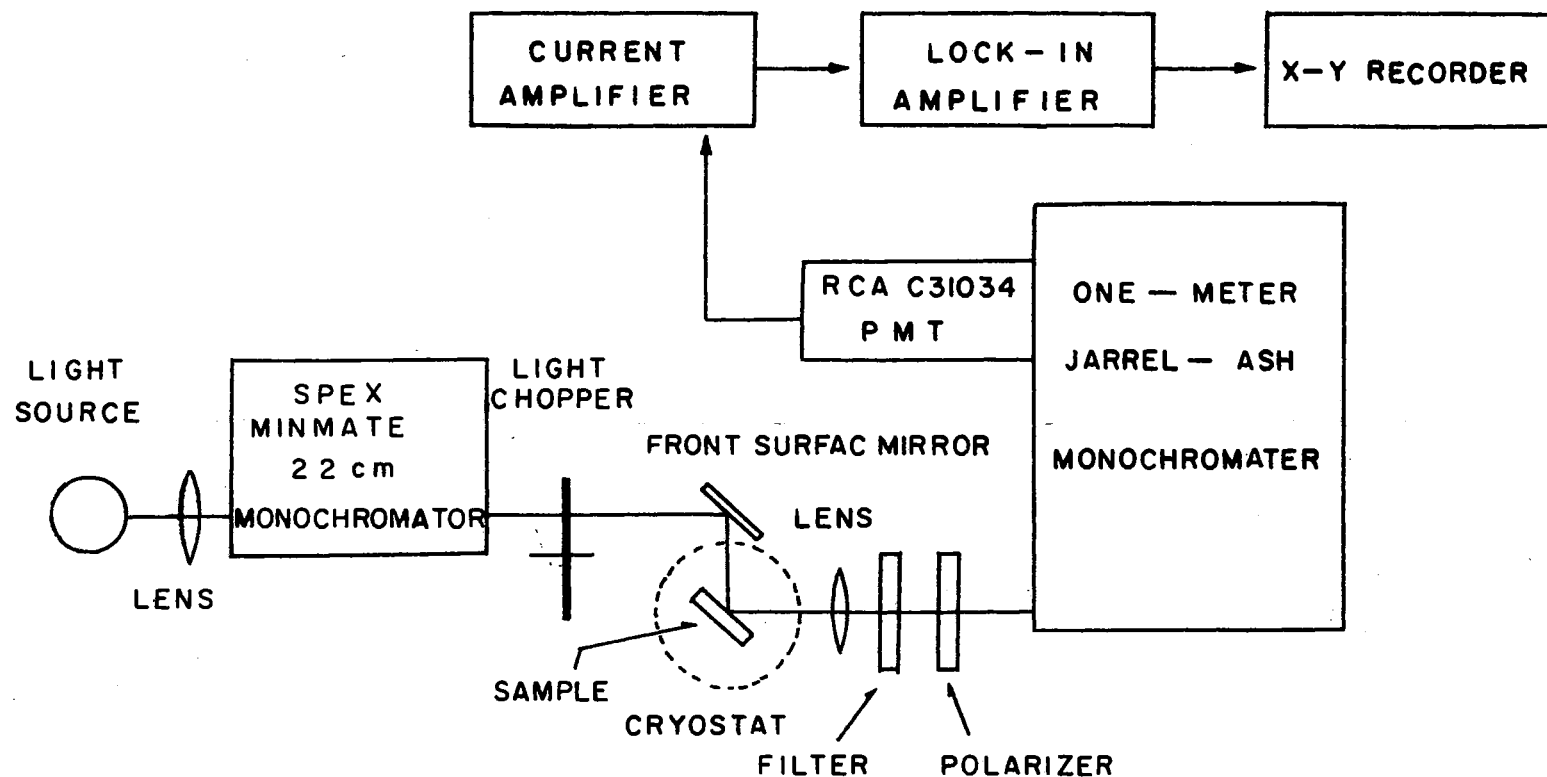 CURRENT
AMPLIFIER
LOCK-IN
AMPLIFIER
X-Y RECORDER
RCA C31034
PMT
ONE - METER
JARREL - ASH
MONOCHROMATER
LIGHT
SOURCE
SPEX
MINMATE
22 cm
MONOCHROMATOR
LIGHT
CHOPPER
FRONT SURFAC MIRROR
LENS
LENS
SAMPLE
CRYOSTAT
FILTER
POLARIZER